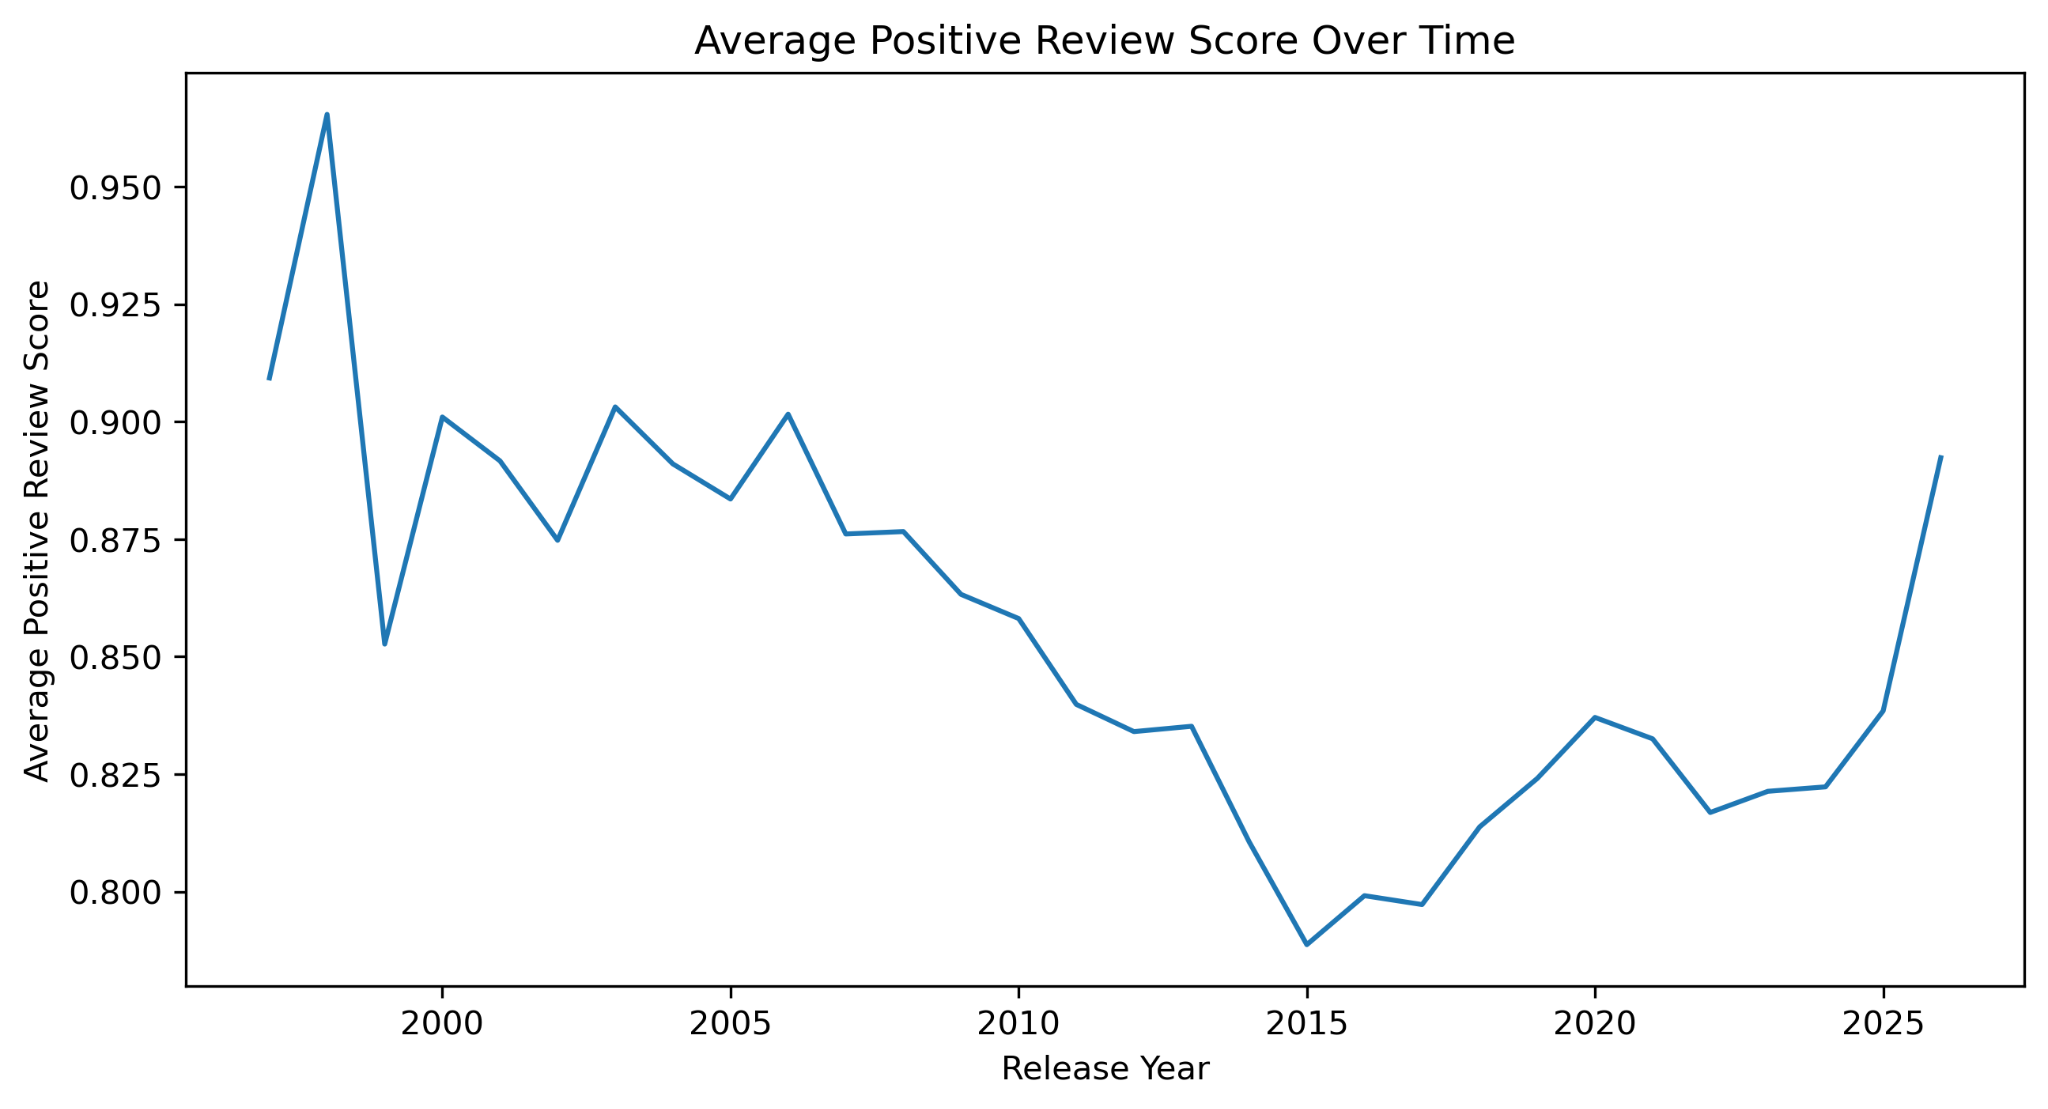 Average Positive Review Score Over Time
Average Positive Review Score
0.950
0.925
0.900
0.875
0.850
0.825
0.800
2000 2005 2010 2015 2020 2025
Release Year